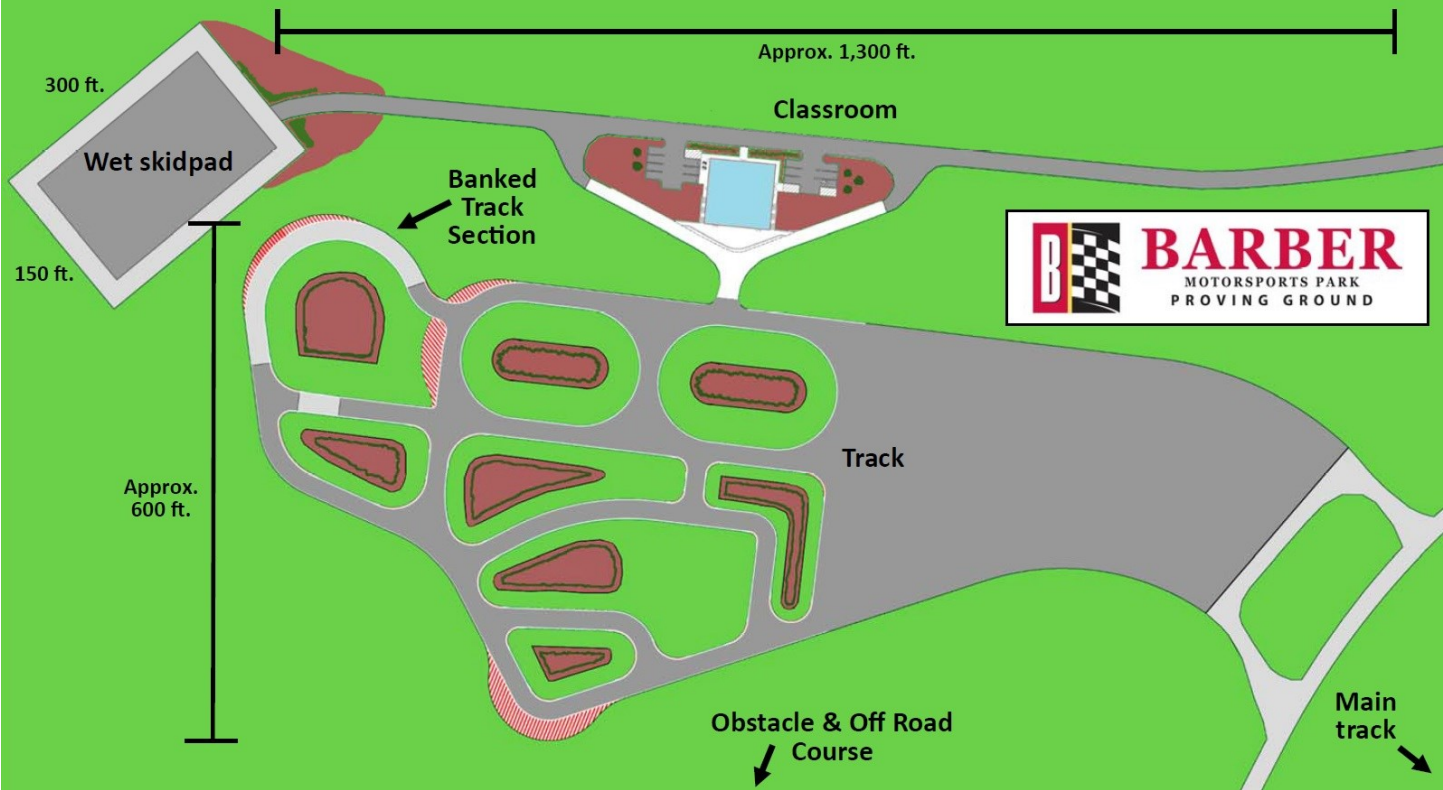 Approx. 1,300 ft.
300 ft.
Classroom
Wet skidpad
Banked
Track
Section
150 ft.
B
BARBER
MOTORSPORTS PARK
PROVING GROUND
Track
Approx.
600 ft.
Main
track
Obstacle & Off Road
Course